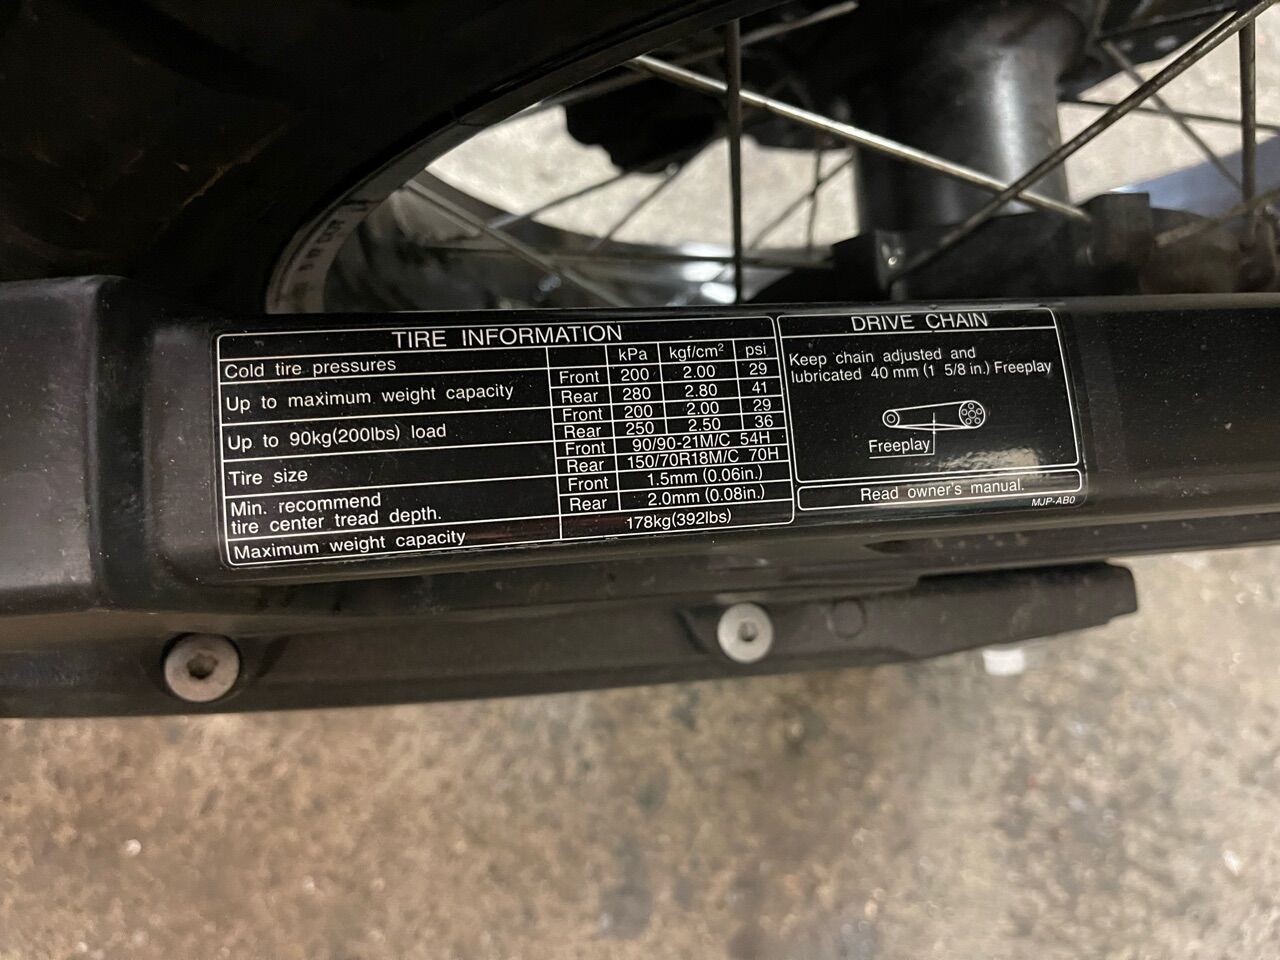 TIRE INFORMATION
Cold tire pressures kPa kgf/cm² psi
Up to maximum weight capacity Front 200 2.00 29
Rear 280 2.80 41
Up to 90kg(200lbs) load Front 200 2.00 29
Rear 250 2.50 36
Tire size Front 90/90-21M/C 54H
Rear 150/70R18M/C 70H
Min. recommend
tire center tread depth. Front 1.5mm (0.06in.)
Rear 2.0mm (0.08in.)
Maximum weight capacity 178kg(392lbs)
DRIVE CHAIN
Keep chain adjusted and
lubricated 40 mm (1 5/8 in.) Freeplay
Freeplay
Read owner's manual.
MJP-AB0